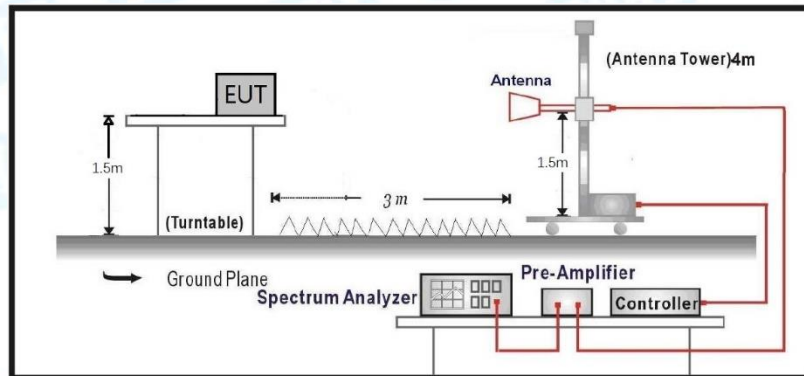 (Antenna Tower)4m
Antenna
EUT
1.5m
1.5m
3 m
(Turntable)
Ground Plane
Pre-Amplifier
Spectrum Analyzer
Controller